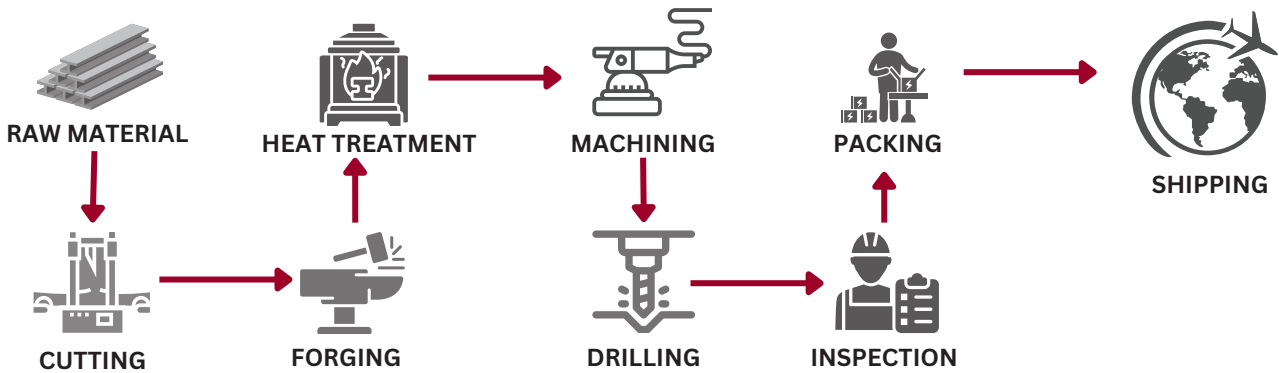 RAW MATERIAL
HEAT TREATMENT
MACHINING
PACKING
SHIPPING
CUTTING
FORGING
DRILLING
INSPECTION